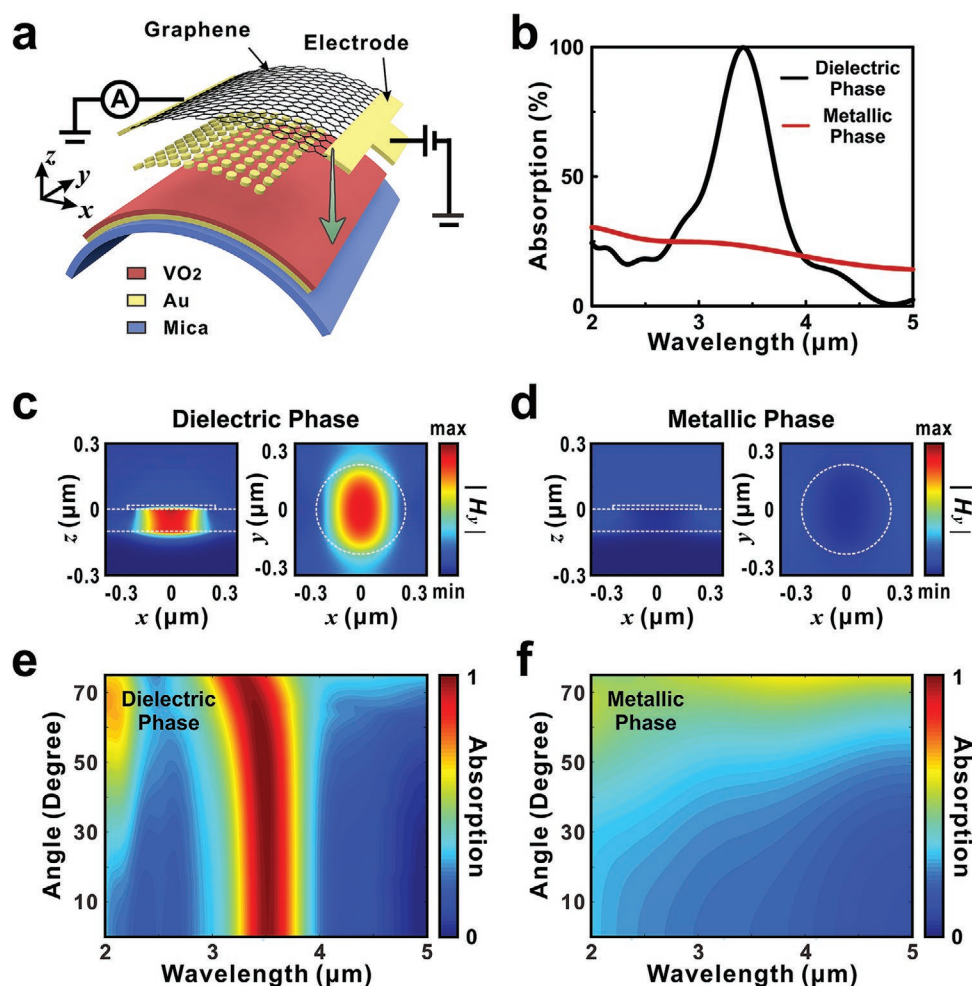 a
Graphene
Electrode
A
z
y
x
VO2
Au
Mica
b
Absorption (%)
100
50
0
Dielectric
Phase
Metallic
Phase
2
3
4
5
Wavelength (μm)
c
Dielectric Phase
z (μm)
0.3
0
-0.3
-0.3
0
0.3
x (μm)
y (μm)
0.3
0
-0.3
-0.3
0
0.3
x (μm)
max
|Hy|
min
d
Metallic Phase
z (μm)
0.3
0
-0.3
-0.3
0
0.3
x (μm)
y (μm)
0.3
0
-0.3
-0.3
0
0.3
x (μm)
max
|Hy|
min
e
Dielectric
Phase
Angle (Degree)
70
50
30
10
2
3
4
5
Wavelength (μm)
1
Absorption
0
f
Metallic
Phase
Angle (Degree)
70
50
30
10
2
3
4
5
Wavelength (μm)
1
Absorption
0